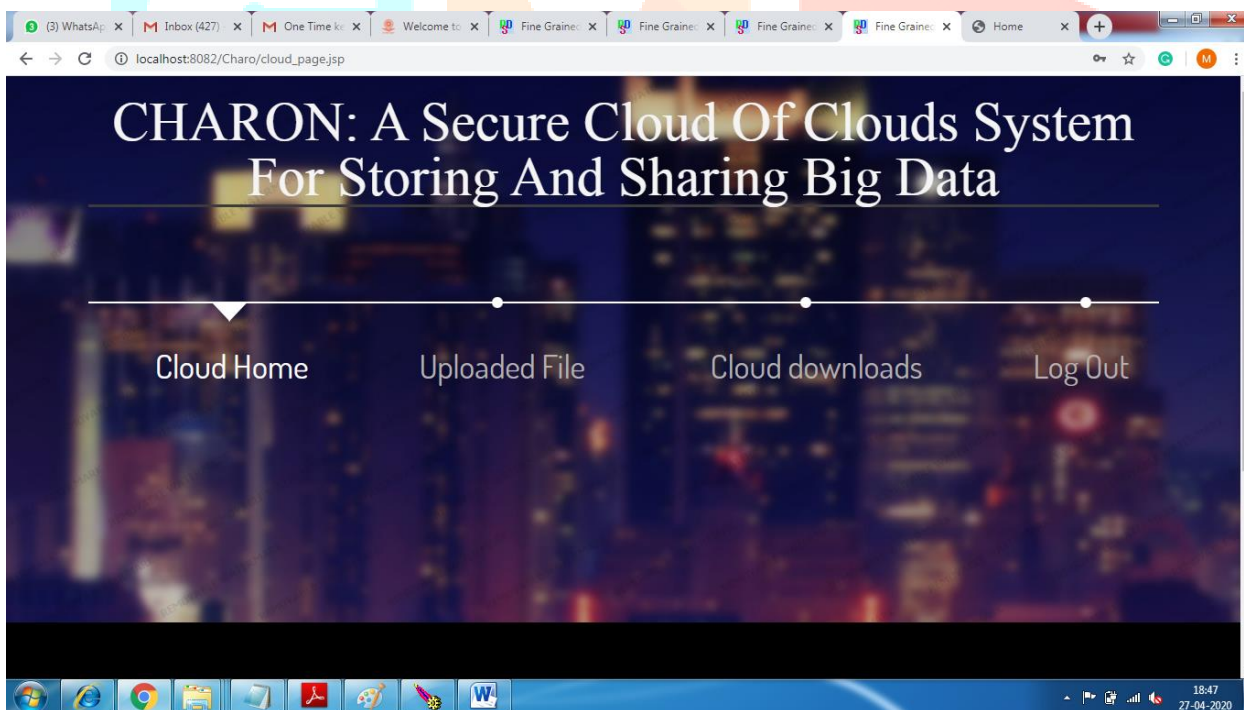 (3) WhatsAp
Inbox (427)
One Time ke
Welcome to
Fine Grained
Fine Grained
Fine Grained
Fine Grained
Home
localhost:8082/Charo/cloud_page.jsp
M
CHARON: A Secure Cloud Of Clouds System
For Storing And Sharing Big Data
Cloud Home
Uploaded File
Cloud downloads
Log Out
18:47
27-04-2020